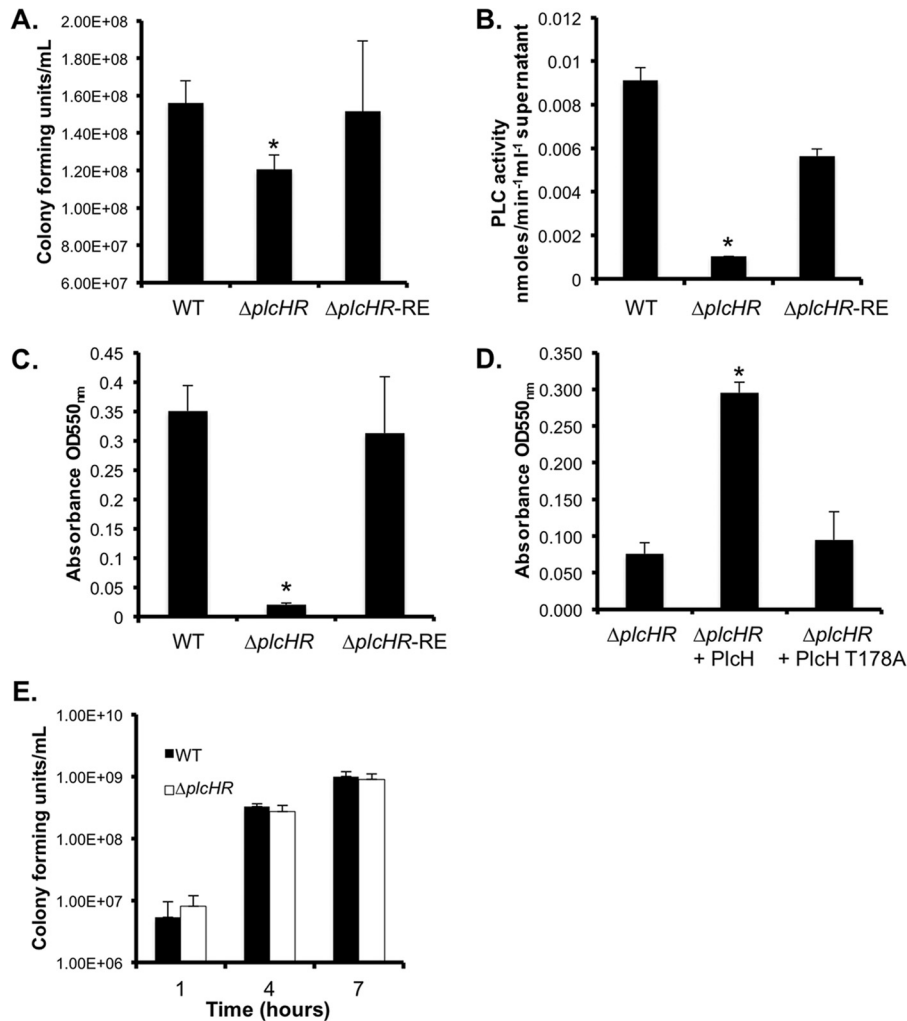 A.
Colony forming units/mL
2.00E+08
1.80E+08
1.60E+08
1.40E+08
1.20E+08
1.00E+08
8.00E+07
6.00E+07
*
WT
ΔplcHR
ΔplcHR-RE
B.
PLC activity
nmoles/min⁻¹ml⁻¹ supernatant
0.012
0.01
0.008
0.006
0.004
0.002
0
*
WT
ΔplcHR
ΔplcHR-RE
C.
Absorbance OD550nm
0.45
0.4
0.35
0.3
0.25
0.2
0.15
0.1
0.05
0
*
WT
ΔplcHR
ΔplcHR-RE
D.
Absorbance OD550nm
0.350
0.300
0.250
0.200
0.150
0.100
0.050
0.000
*
ΔplcHR
ΔplcHR
+ PlcH
ΔplcHR
+ PlcH T178A
E.
Colony forming units/mL
1.00E+10
1.00E+09
1.00E+08
1.00E+07
1.00E+06
WT
ΔplcHR
1
4
7
Time (hours)